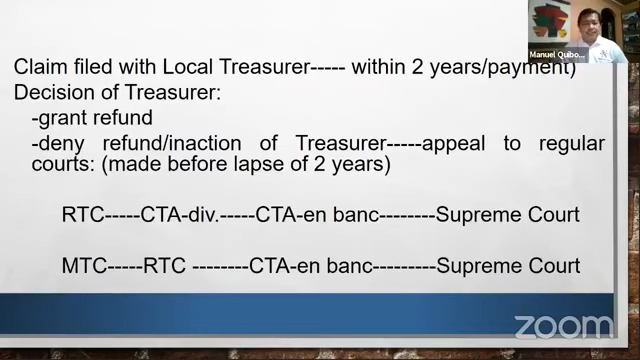 Manuel Quibo...
Claim filed with Local Treasurer----- within 2 years/payment)
Decision of Treasurer:
-grant refund
-deny refund/inaction of Treasurer-----appeal to regular
courts: (made before lapse of 2 years)
RTC-----CTA-div.-----CTA-en banc--------Supreme Court
MTC-----RTC --------CTA-en banc---------Supreme Court
zoom